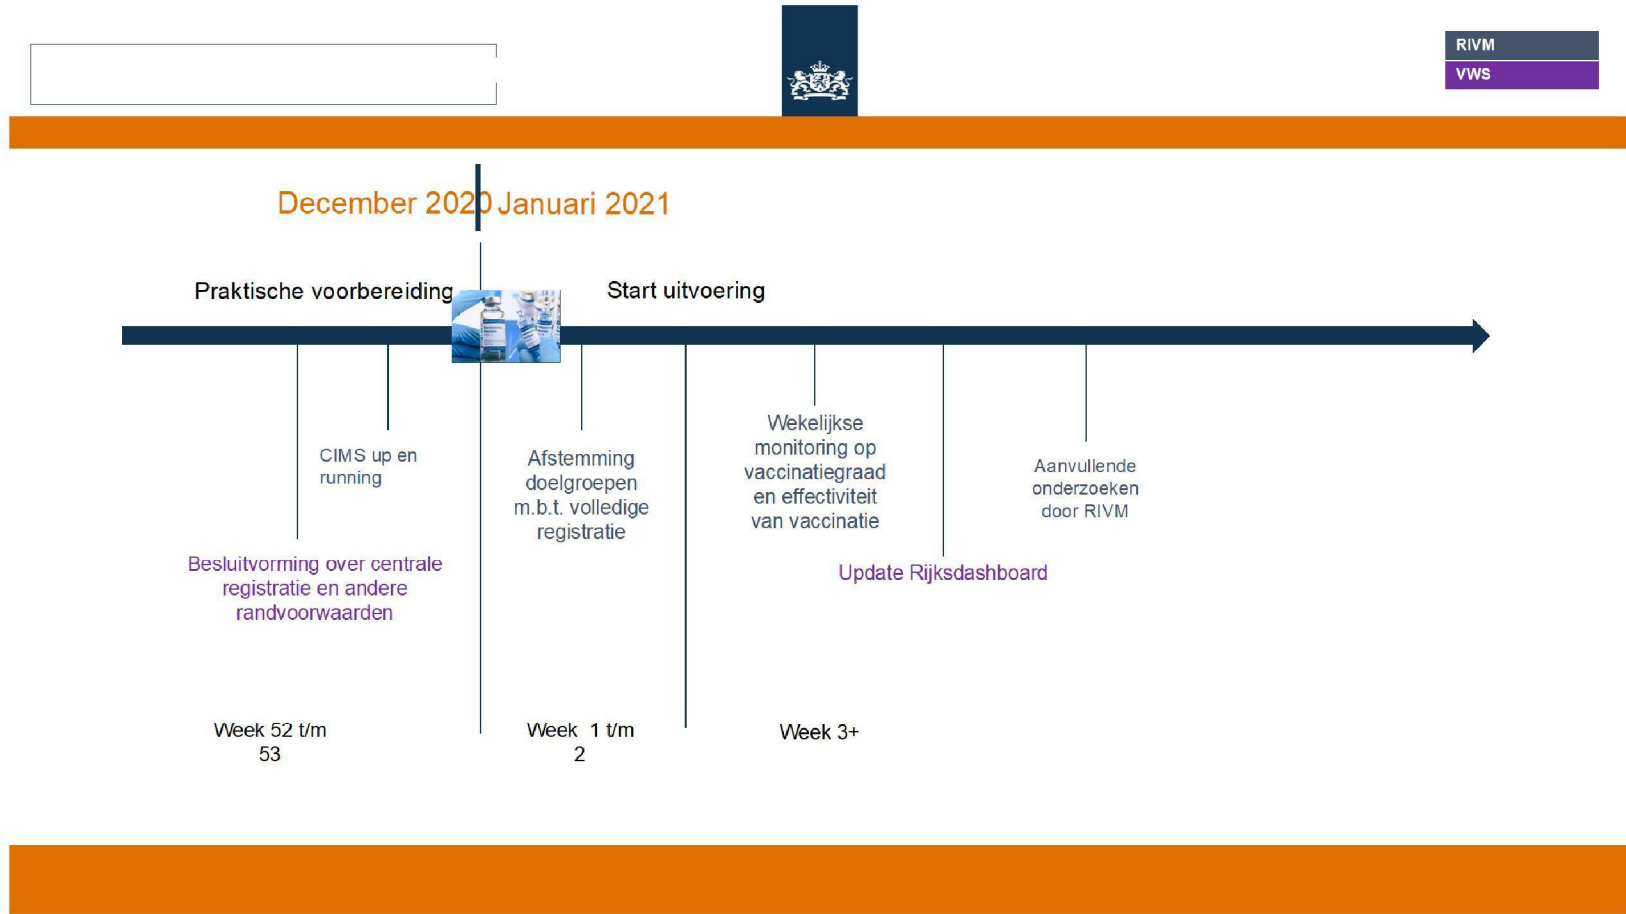 RIVM
VWS
December 2020
Januari 2021
Praktische voorbereiding
Start uitvoering
CIMS up en
running
Afstemming
doelgroepen
m.b.t. volledige
registratie
Wekelijkse
monitoring op
vaccinatiegraad
en effectiviteit
van vaccinatie
Aanvullende
onderzoeken
door RIVM
Besluitvorming over centrale
registratie en andere
randvoorwaarden
Update Rijksdashboard
Week 52 t/m
53
Week 1 t/m
2
Week 3+